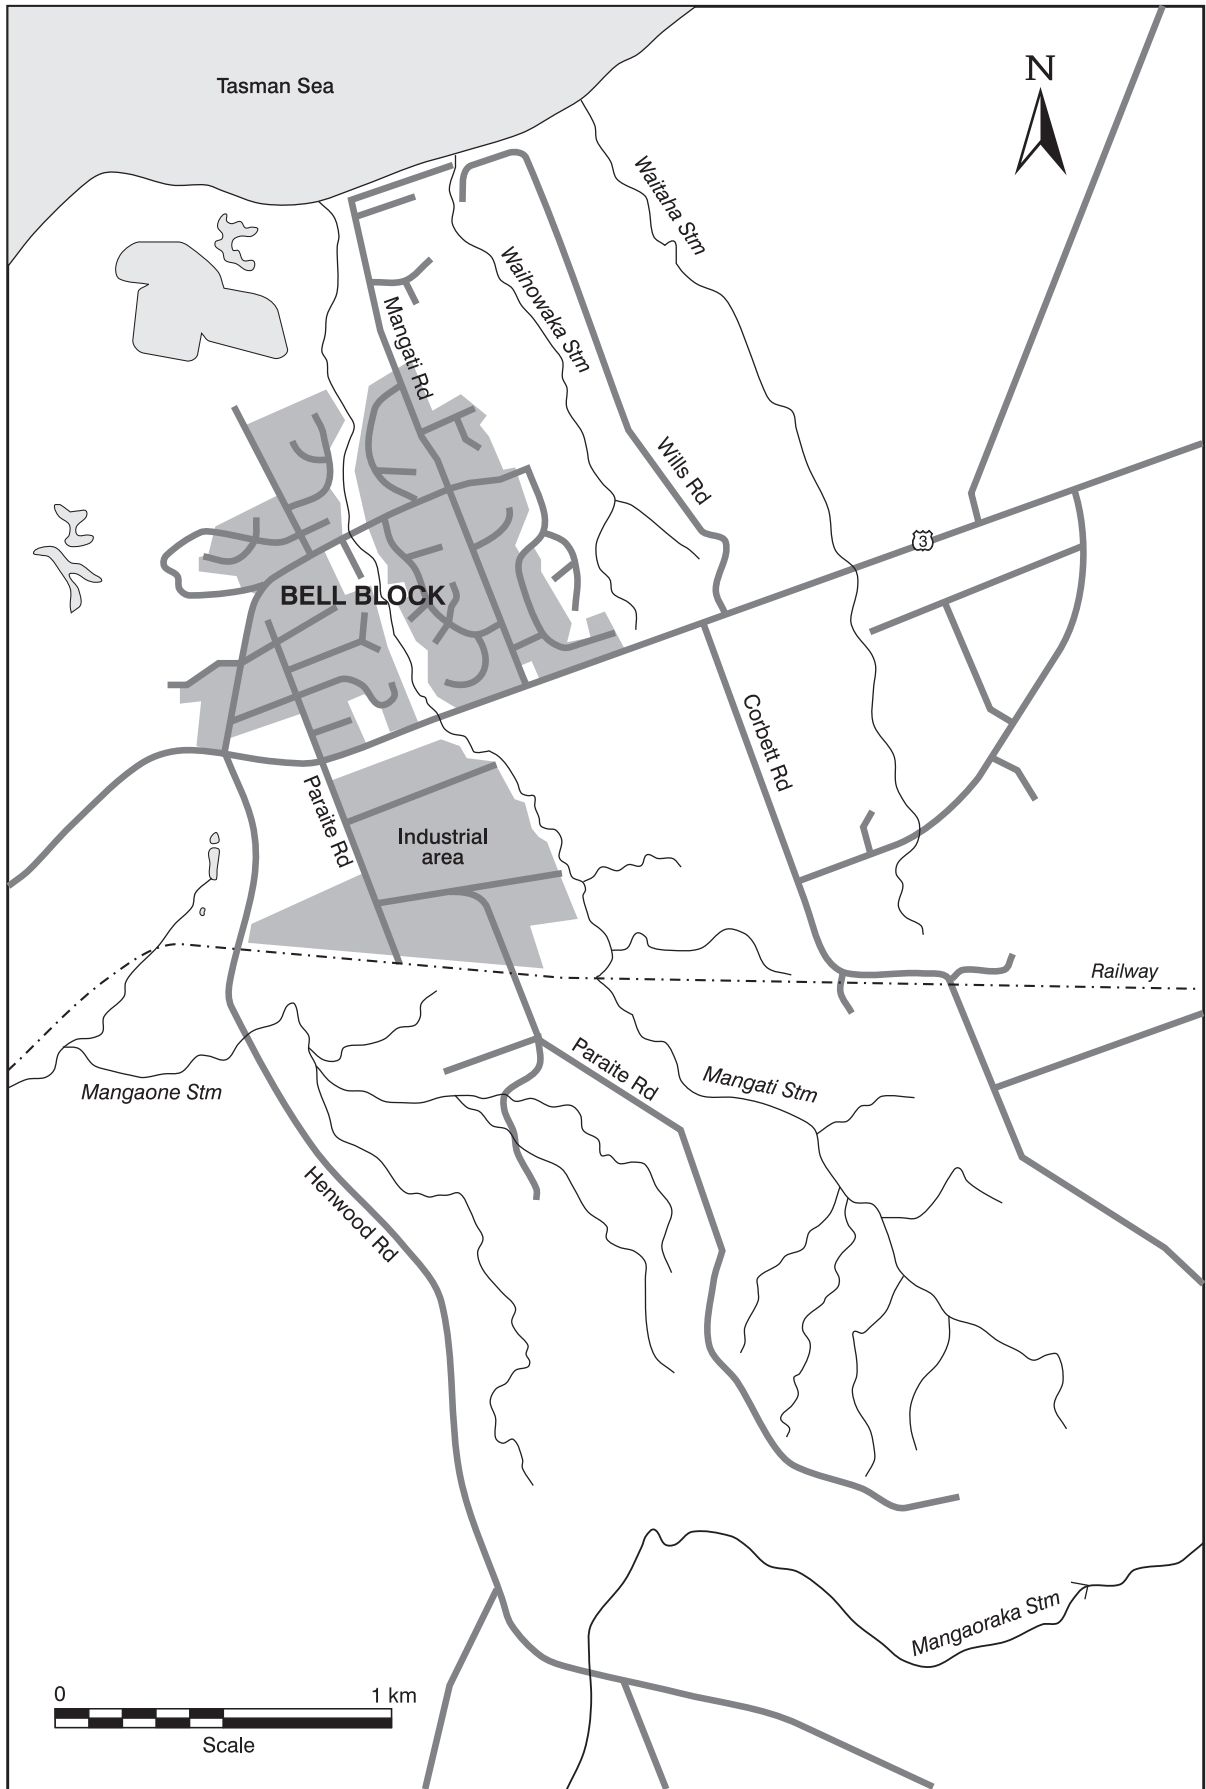 Tasman Sea
N
Waitaha Stm
Waihowaka Stm
Mangati Rd
Wills Rd
3
BELL BLOCK
Corbett Rd
Paraite Rd
Industrial
area
Railway
Mangaone Stm
Paraite Rd
Mangati Stm
Henwood Rd
Mangaoraka Stm
0 1 km
Scale